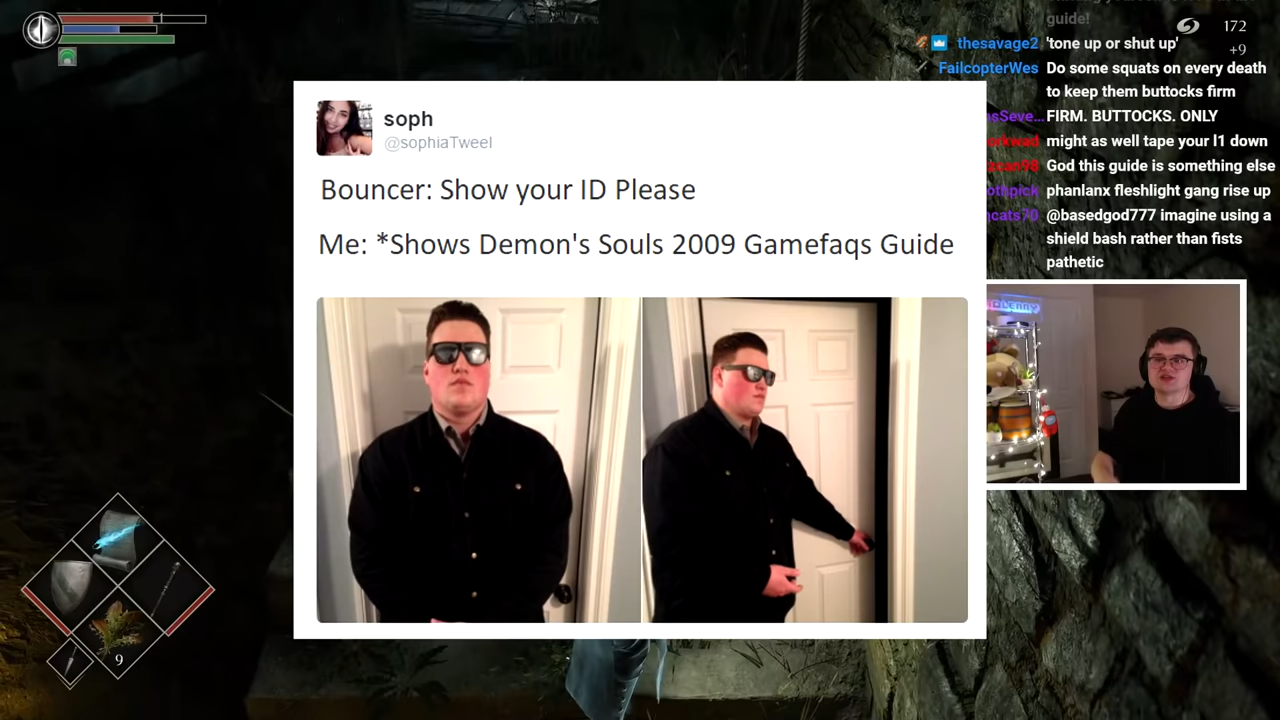 soph
@sophiaTweel
Bouncer: Show your ID Please
Me: *Shows Demon's Souls 2009 Gamefaqs Guide
guide!
172
+9
thesavage2 'tone up or shut up'
FailcopterWes Do some squats on every death
to keep them buttocks firm
FIRM. BUTTOCKS. ONLY
might as well tape your l1 down
God this guide is something else
phanlanx fleshlight gang rise up
@basedgod777 imagine using a
shield bash rather than fists
pathetic
9